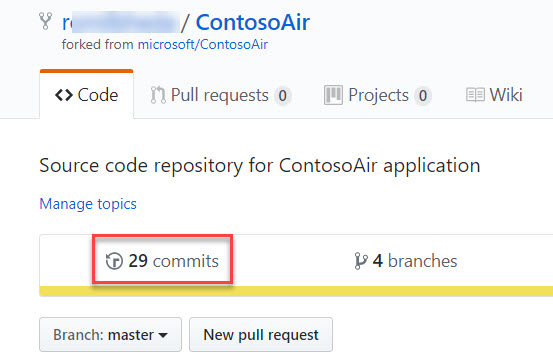 / ContosoAir
forked from microsoft/ContosoAir
<> Code Pull requests 0 Projects 0 Wiki
Source code repository for ContosoAir application
Manage topics
29 commits 4 branches
Branch: master New pull request